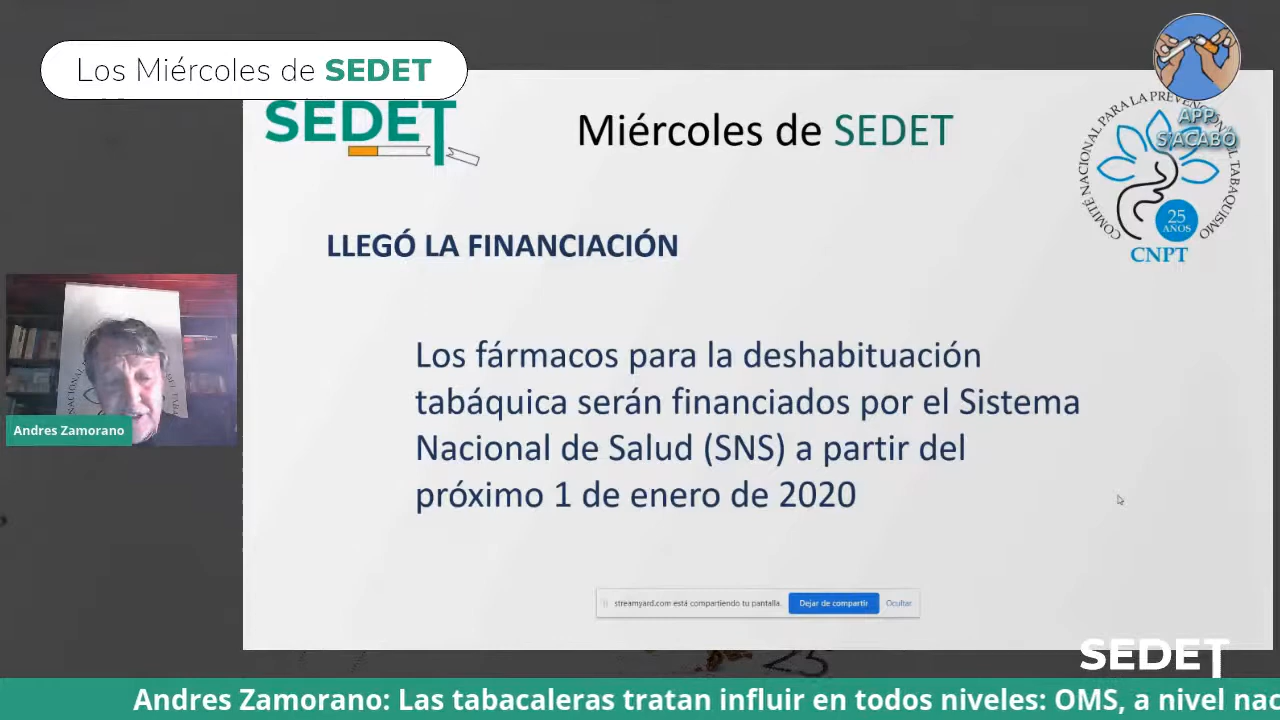 Los Miércoles de SEDET
SEDET
Miércoles de SEDET
APP
S'ACABÓ
COMITÉ NACIONAL PARA LA PREVENCIÓN DEL TABAQUISMO
25
AÑOS
CNPT
LLEGÓ LA FINANCIACIÓN
Los fármacos para la deshabituación
tabáquica serán financiados por el Sistema
Nacional de Salud (SNS) a partir del
próximo 1 de enero de 2020
Andres Zamorano
streamyard.com está compartiendo tu pantalla.
Dejar de compartir
Ocultar
SEDET
Andres Zamorano: Las tabacaleras tratan influir en todos niveles: OMS, a nivel nac